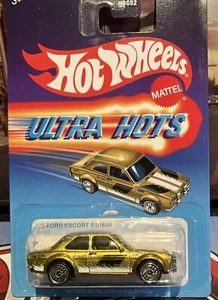 Hot Wheels
MATTEL
ULTRA HOTS
FORD ESCORT RS1600